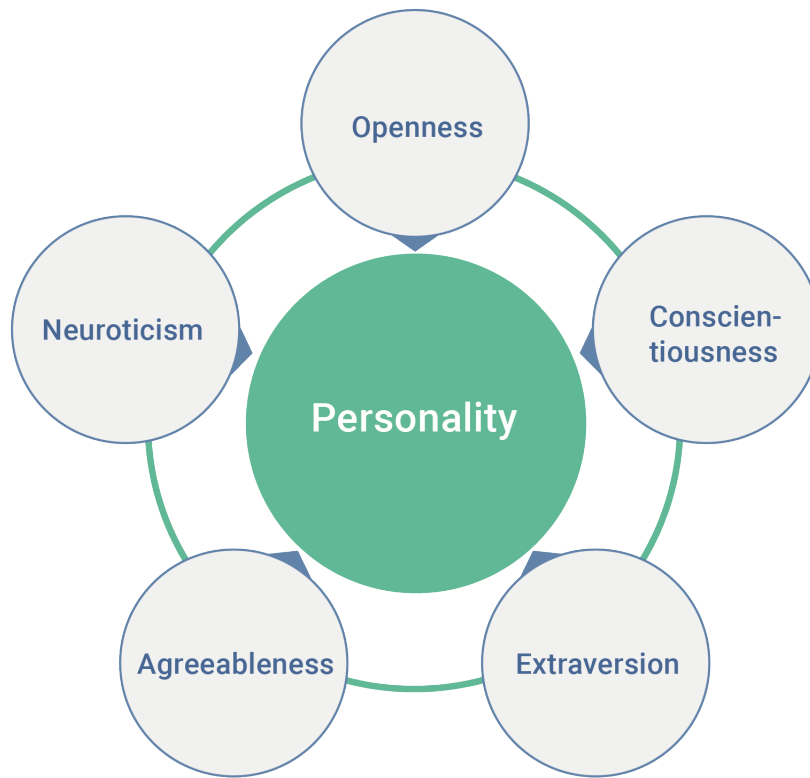 Openness
Neuroticism
Conscien-
tiousness
Personality
Agreeableness
Extraversion